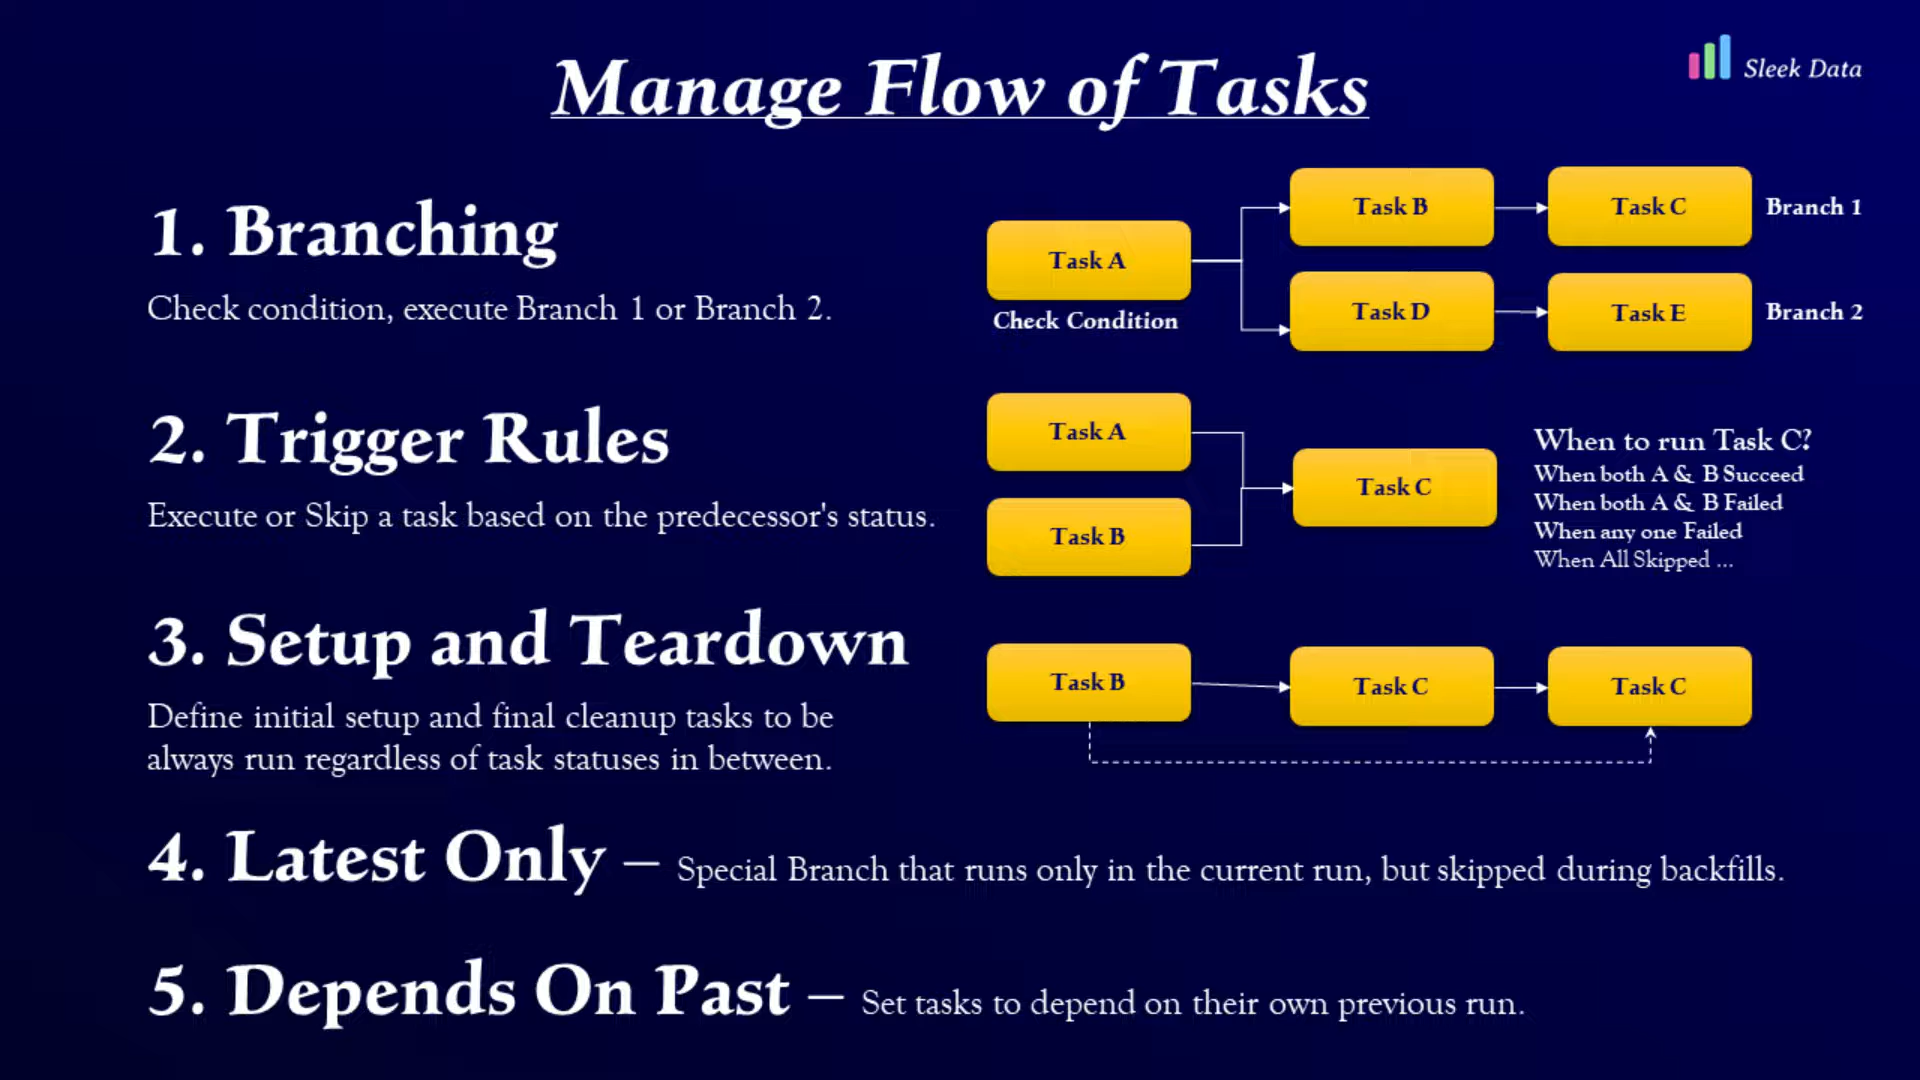 Manage Flow of Tasks
Sleek Data
1. Branching
Check condition, execute Branch 1 or Branch 2.
Task A
Check Condition
Task B
Task C
Branch 1
Task D
Task E
Branch 2
2. Trigger Rules
Execute or Skip a task based on the predecessor's status.
Task A
Task B
Task C
When to run Task C?
When both A & B Succeed
When both A & B Failed
When any one Failed
When All Skipped ...
3. Setup and Teardown
Define initial setup and final cleanup tasks to be
always run regardless of task statuses in between.
Task B
Task C
Task C
4. Latest Only – Special Branch that runs only in the current run, but skipped during backfills.
5. Depends On Past – Set tasks to depend on their own previous run.